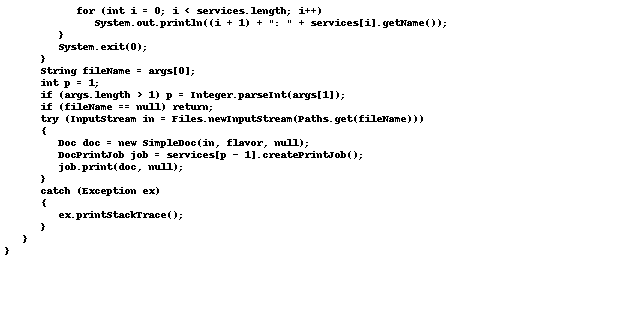 for (int i = 0; i < services.length; i++)
System.out.println((i + 1) + ": " + services[i].getName());
}
System.exit(0);
}
String fileName = args[0];
int p = 1;
if (args.length > 1) p = Integer.parseInt(args[1]);
if (fileName == null) return;
try (InputStream in = Files.newInputStream(Paths.get(fileName)))
{
Doc doc = new SimpleDoc(in, flavor, null);
DocPrintJob job = services[p - 1].createPrintJob();
job.print(doc, null);
}
catch (Exception ex)
{
ex.printStackTrace();
}
}
}